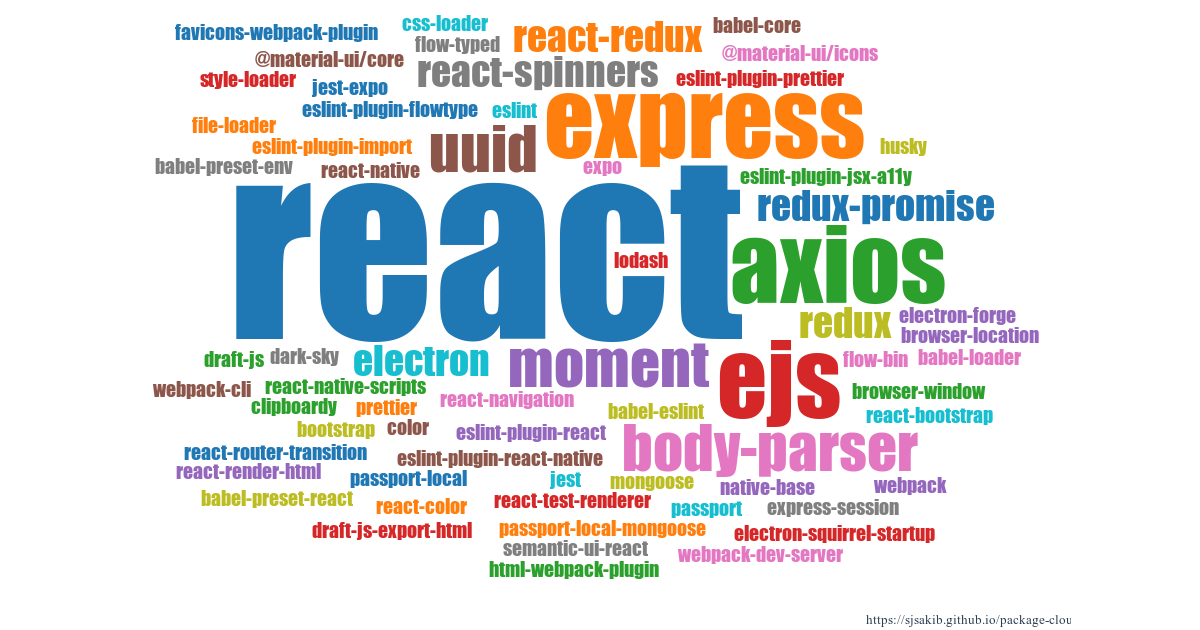 css-loader
babel-core
favicons-webpack-plugin
react-redux
flow-typed
@material-ui/icons
@material-ui/core
react-spinners
style-loader
eslint-plugin-prettier
jest-expo
eslint-plugin-flowtype
eslint
express
file-loader
eslint-plugin-import
uuid
husky
babel-preset-env
react-native
expo
eslint-plugin-jsx-a11y
redux-promise
react
lodash
axios
electron-forge
redux
browser-location
draft-js
dark-sky
electron
moment
ejs
flow-bin
babel-loader
webpack-cli
react-native-scripts
browser-window
clipboardy
prettier
react-navigation
babel-eslint
react-bootstrap
bootstrap
color
eslint-plugin-react
body-parser
react-router-transition
eslint-plugin-react-native
react-render-html
passport-local
jest
mongoose
native-base
webpack
babel-preset-react
react-color
react-test-renderer
passport
express-session
draft-js-export-html
passport-local-mongoose
electron-squirrel-startup
semantic-ui-react
webpack-dev-server
html-webpack-plugin
https://sjsakib.github.io/package-clou